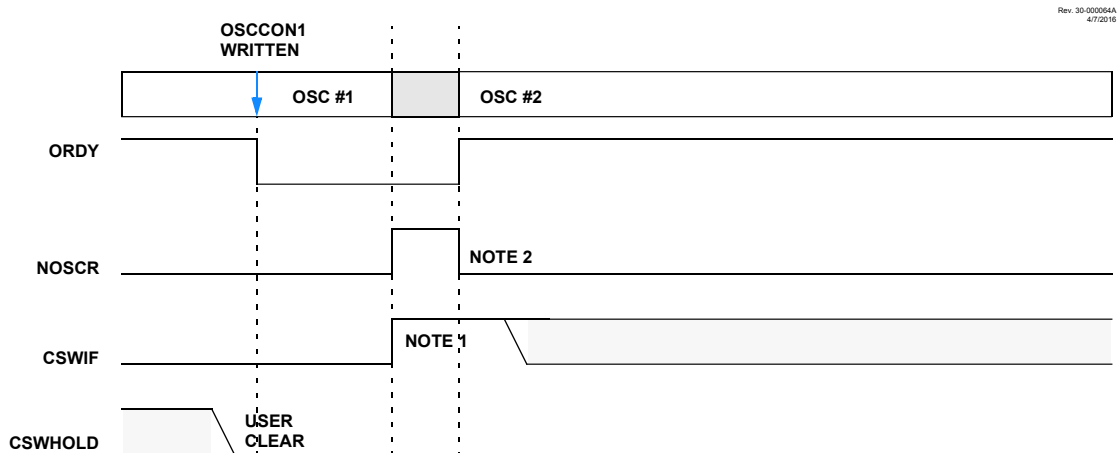 Rev. 30-000064A
4/7/2016
OSCCON1
WRITTEN
OSC #1
OSC #2
ORDY
NOSCR
NOTE 2
CSWIF
NOTE 1
CSWHOLD
USER
CLEAR